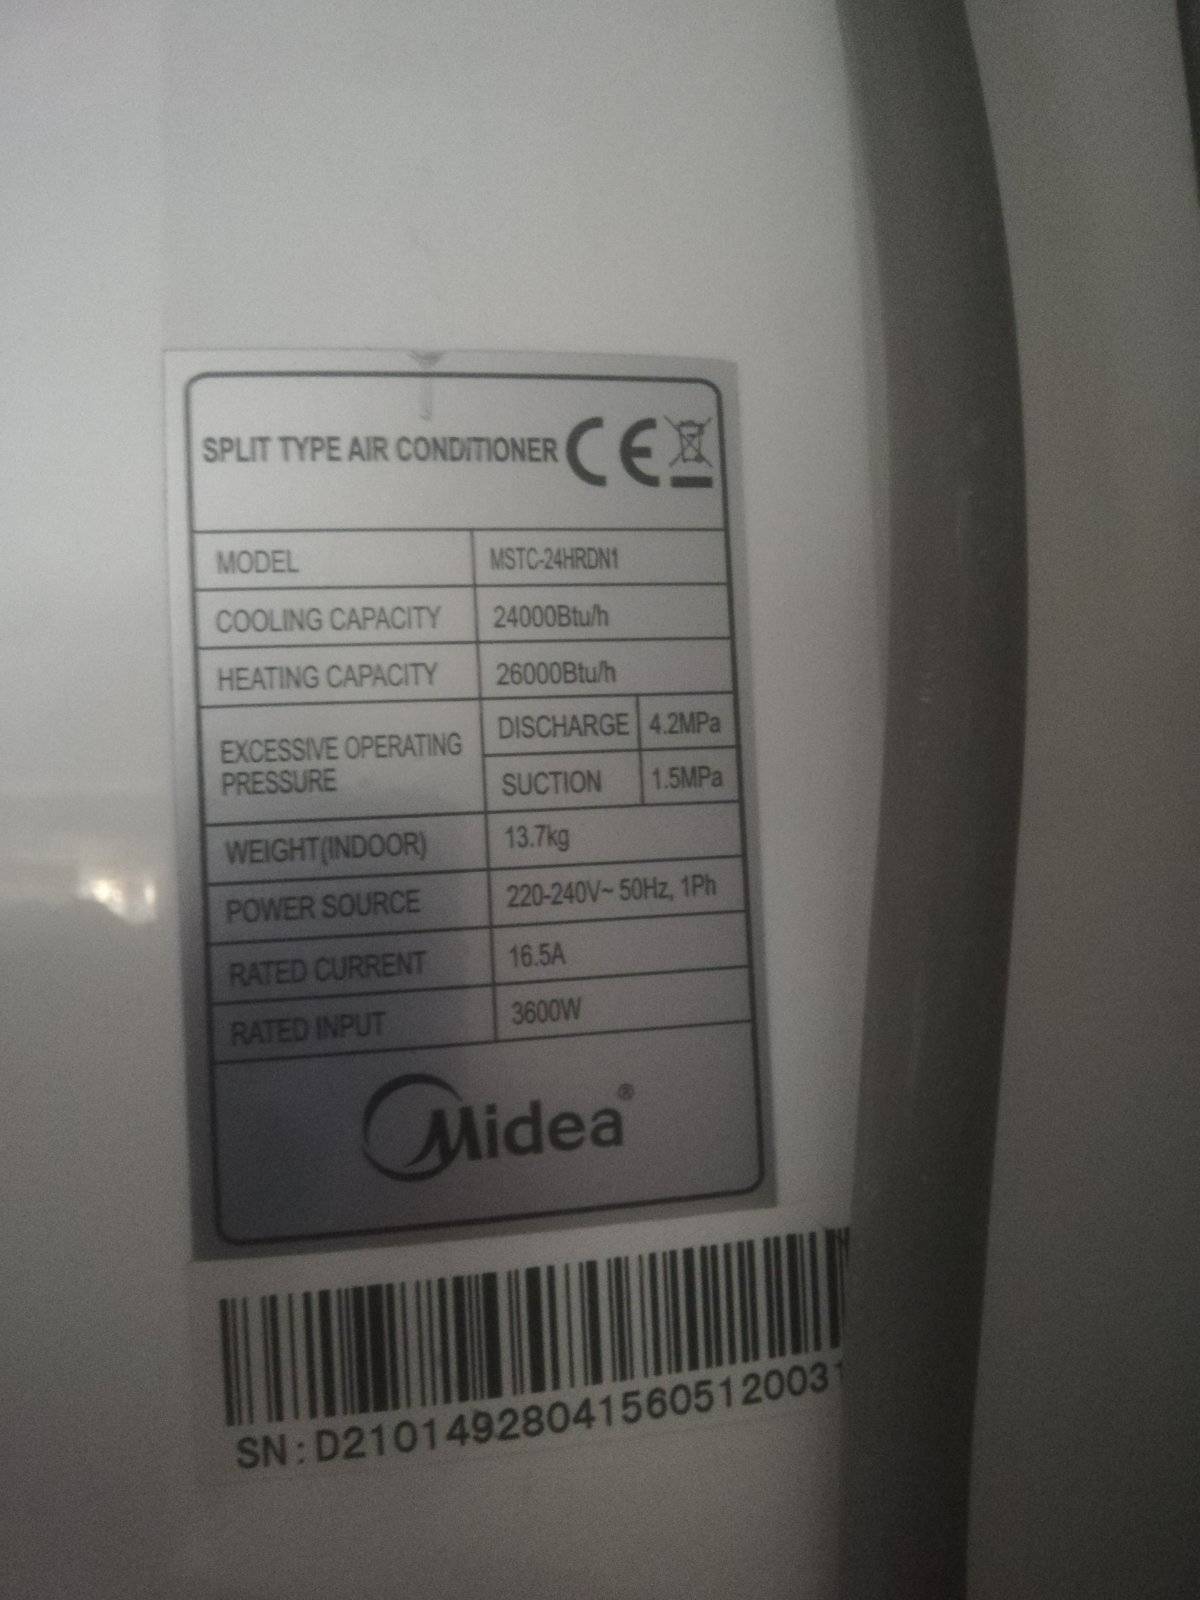 SPLIT TYPE AIR CONDITIONER CE
MODEL MSTC-24HRDN1
COOLING CAPACITY 24000Btu/h
HEATING CAPACITY 26000Btu/h
EXCESSIVE OPERATING PRESSURE DISCHARGE 4.2MPa
SUCTION 1.5MPa
WEIGHT(INDOOR) 13.7kg
POWER SOURCE 220-240V~ 50Hz, 1Ph
RATED CURRENT 16.5A
RATED INPUT 3600W
Midea®
SN:D210149280415605120031